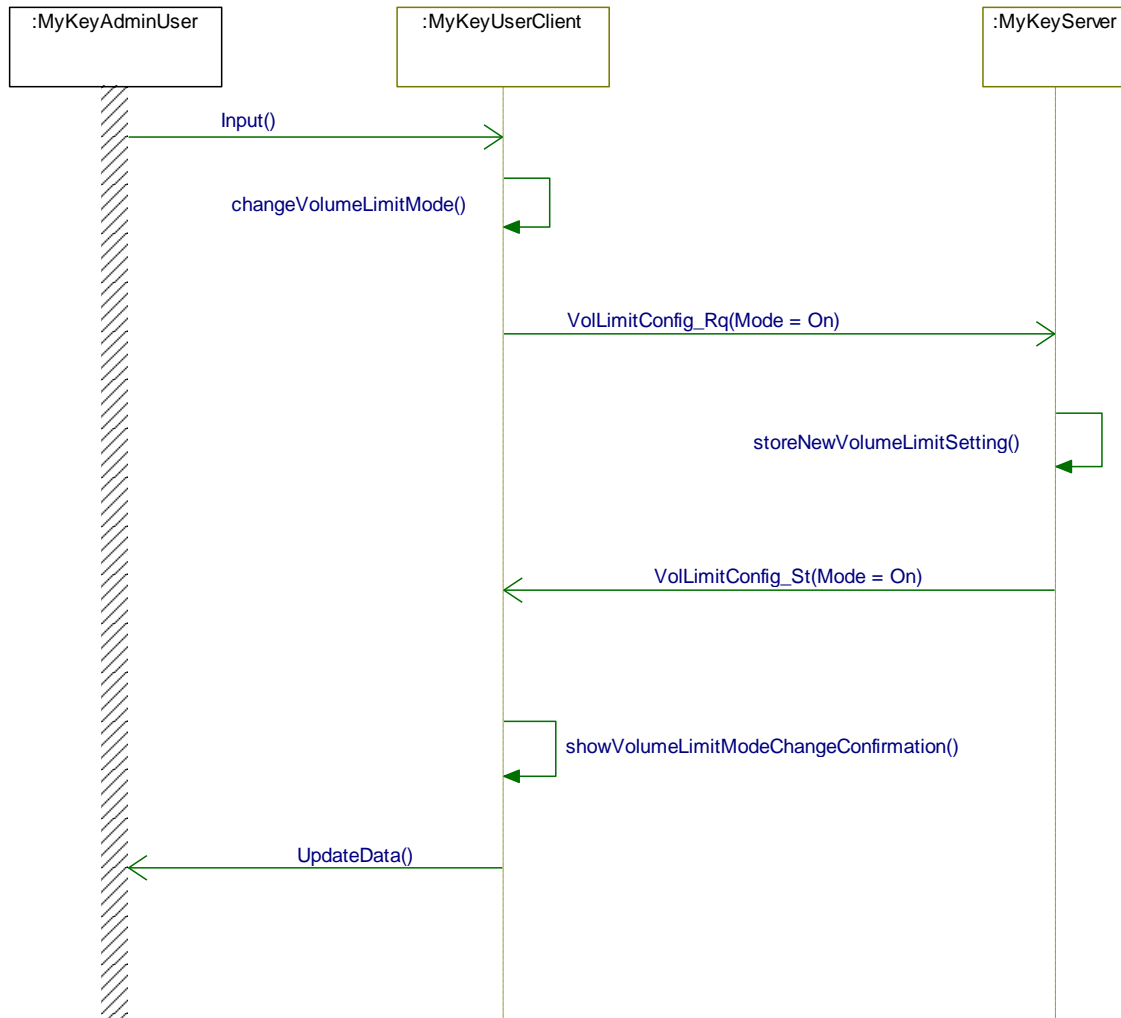 :MyKeyAdminUser
:MyKeyUserClient
:MyKeyServer
Input()
changeVolumeLimitMode()
VolLimitConfig_Rq(Mode = On)
storeNewVolumeLimitSetting()
VolLimitConfig_St(Mode = On)
showVolumeLimitModeChangeConfirmation()
UpdateData()